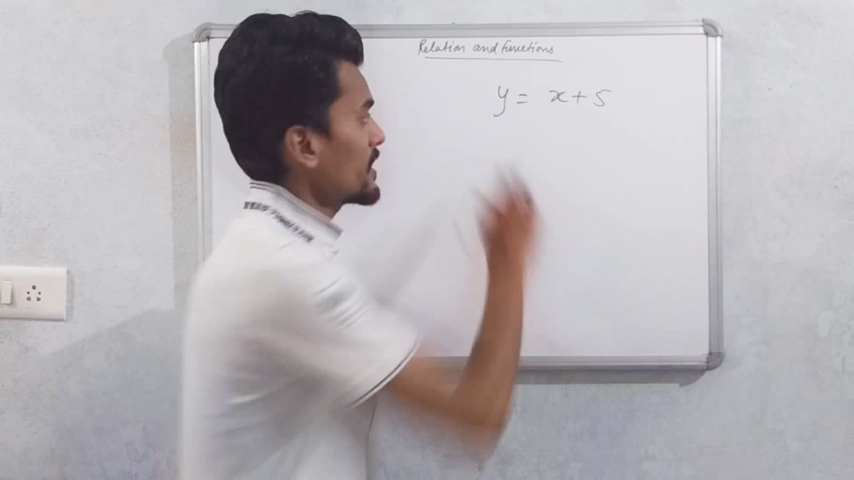 Relation and functions
y = x + 5